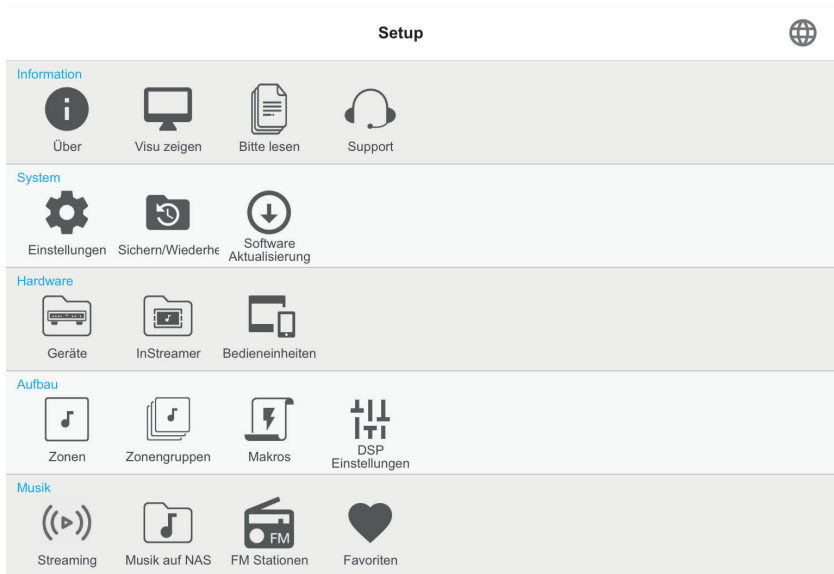 Setup
Information
Über
Visu zeigen
Bitte lesen
Support
System
Einstellungen
Sichern/Wiederhe
Software
Aktualisierung
Hardware
Geräte
InStreamer
Bedieneinheiten
Aufbau
Zonen
Zonengruppen
Makros
DSP
Einstellungen
Musik
FM
Streaming
Musik auf NAS
FM Stationen
Favoriten